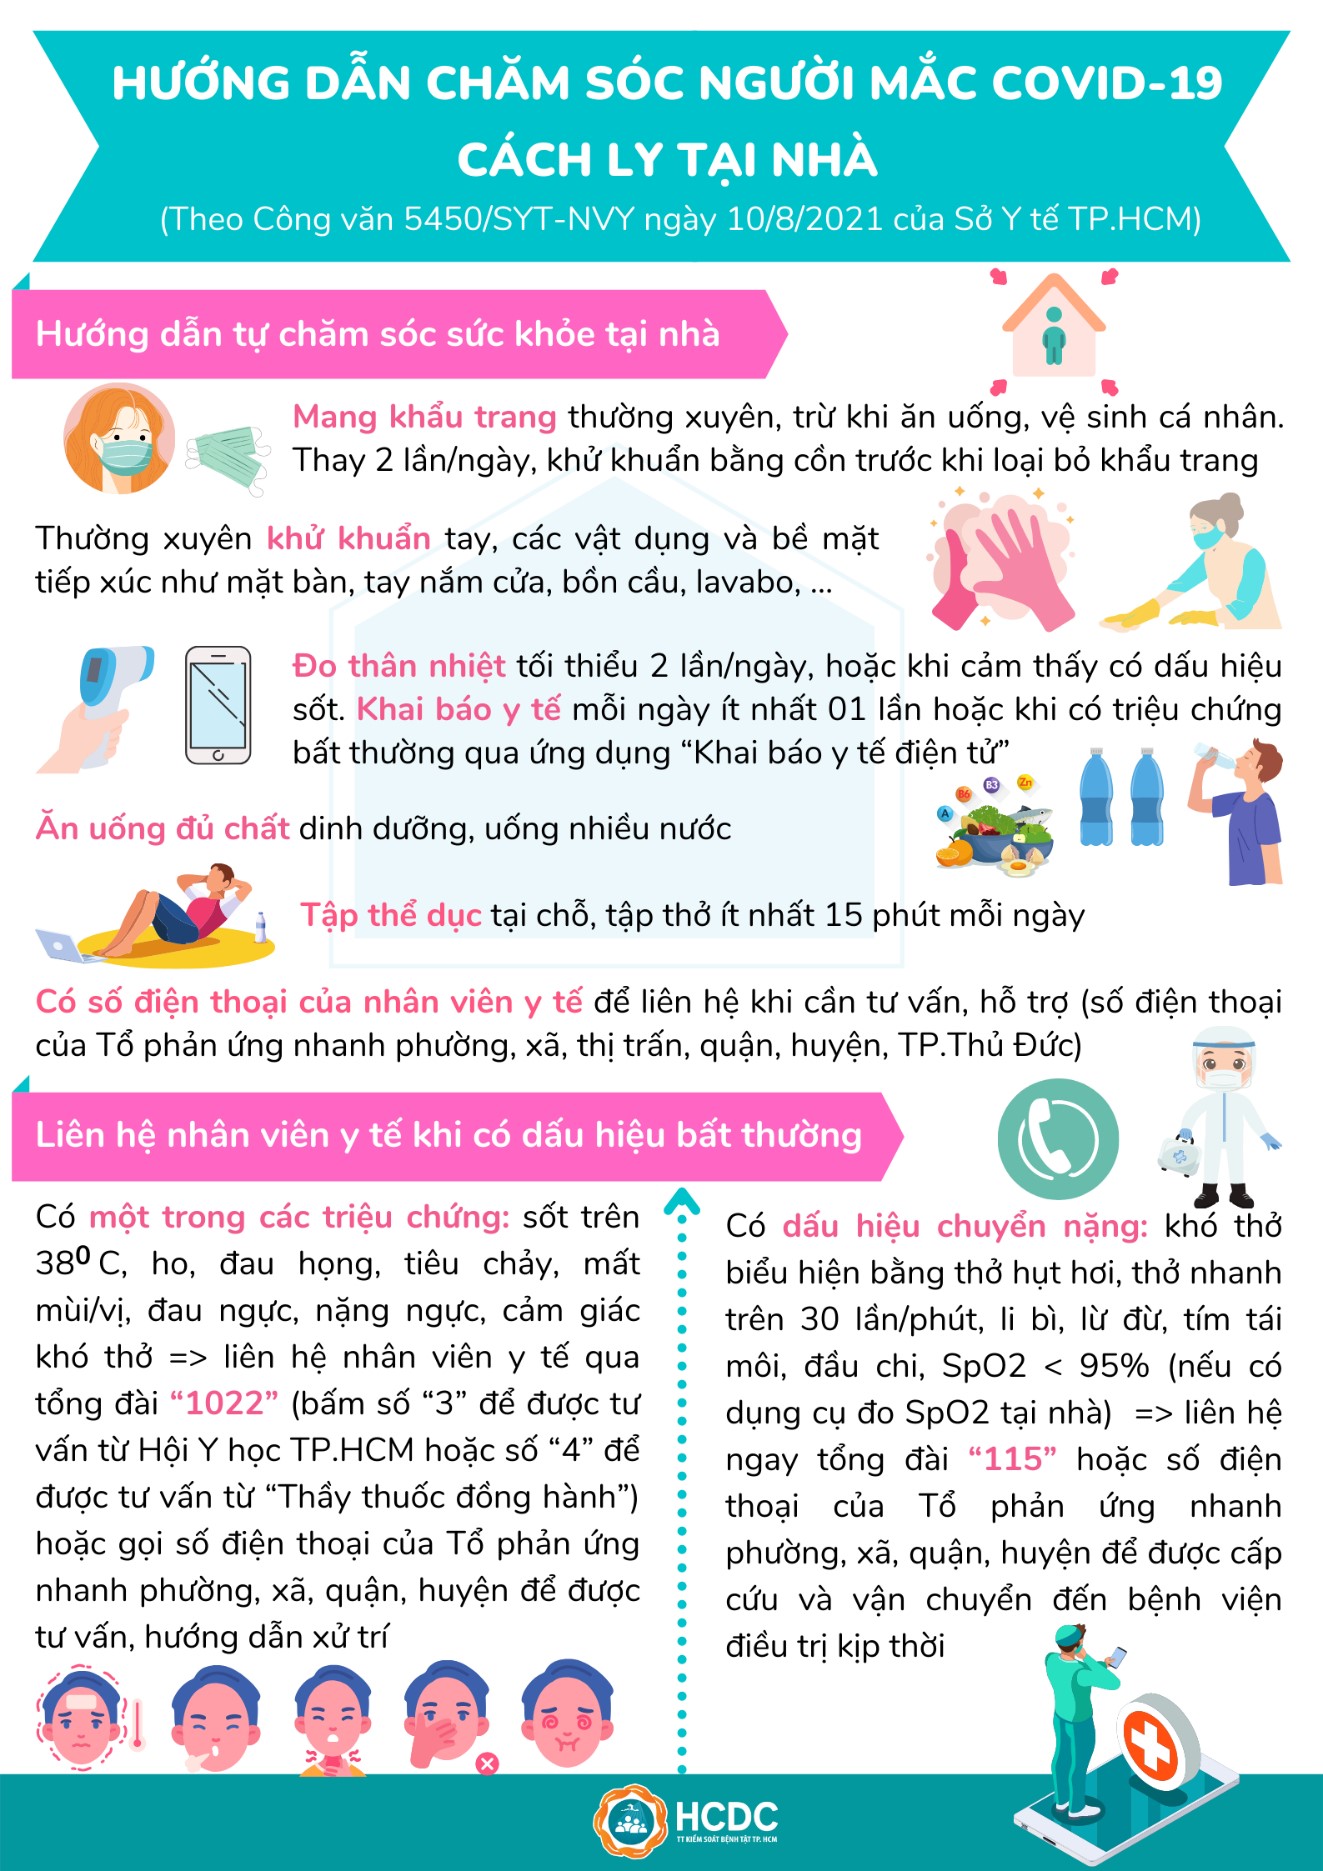 HƯỚNG DẪN CHĂM SÓC NGƯỜI MẮC COVID-19
CÁCH LY TẠI NHÀ
(Theo Công văn 5450/SYT-NVY ngày 10/8/2021 của Sở Y tế TP.HCM)
Hướng dẫn tự chăm sóc sức khỏe tại nhà
Mang khẩu trang thường xuyên, trừ khi ăn uống, vệ sinh cá nhân.
Thay 2 lần/ngày, khử khuẩn bằng cồn trước khi loại bỏ khẩu trang
Thường xuyên khử khuẩn tay, các vật dụng và bề mặt
tiếp xúc như mặt bàn, tay nắm cửa, bồn cầu, lavabo, ...
Đo thân nhiệt tối thiểu 2 lần/ngày, hoặc khi cảm thấy có dấu hiệu
sốt. Khai báo y tế mỗi ngày ít nhất 01 lần hoặc khi có triệu chứng
bất thường qua ứng dụng “Khai báo y tế điện tử”
A
B6
B3
Zn
Ăn uống đủ chất dinh dưỡng, uống nhiều nước
Tập thể dục tại chỗ, tập thở ít nhất 15 phút mỗi ngày
Có số điện thoại của nhân viên y tế để liên hệ khi cần tư vấn, hỗ trợ (số điện thoại
của Tổ phản ứng nhanh phường, xã, thị trấn, quận, huyện, TP.Thủ Đức)
Liên hệ nhân viên y tế khi có dấu hiệu bất thường
Có một trong các triệu chứng: sốt trên
38⁰ C, ho, đau họng, tiêu chảy, mất
mùi/vị, đau ngực, nặng ngực, cảm giác
khó thở => liên hệ nhân viên y tế qua
tổng đài “1022” (bấm số “3” để được tư
vấn từ Hội Y học TP.HCM hoặc số “4” để
được tư vấn từ “Thầy thuốc đồng hành”)
hoặc gọi số điện thoại của Tổ phản ứng
nhanh phường, xã, quận, huyện để được
tư vấn, hướng dẫn xử trí
Có dấu hiệu chuyển nặng: khó thở
biểu hiện bằng thở hụt hơi, thở nhanh
trên 30 lần/phút, li bì, lừ đừ, tím tái
môi, đầu chi, SpO2 < 95% (nếu có
dụng cụ đo SpO2 tại nhà) => liên hệ
ngay tổng đài “115” hoặc số điện
thoại của Tổ phản ứng nhanh
phường, xã, quận, huyện để được cấp
cứu và vận chuyển đến bệnh viện
điều trị kịp thời
HCDC
TT KIỂM SOÁT BỆNH TẬT TP. HCM